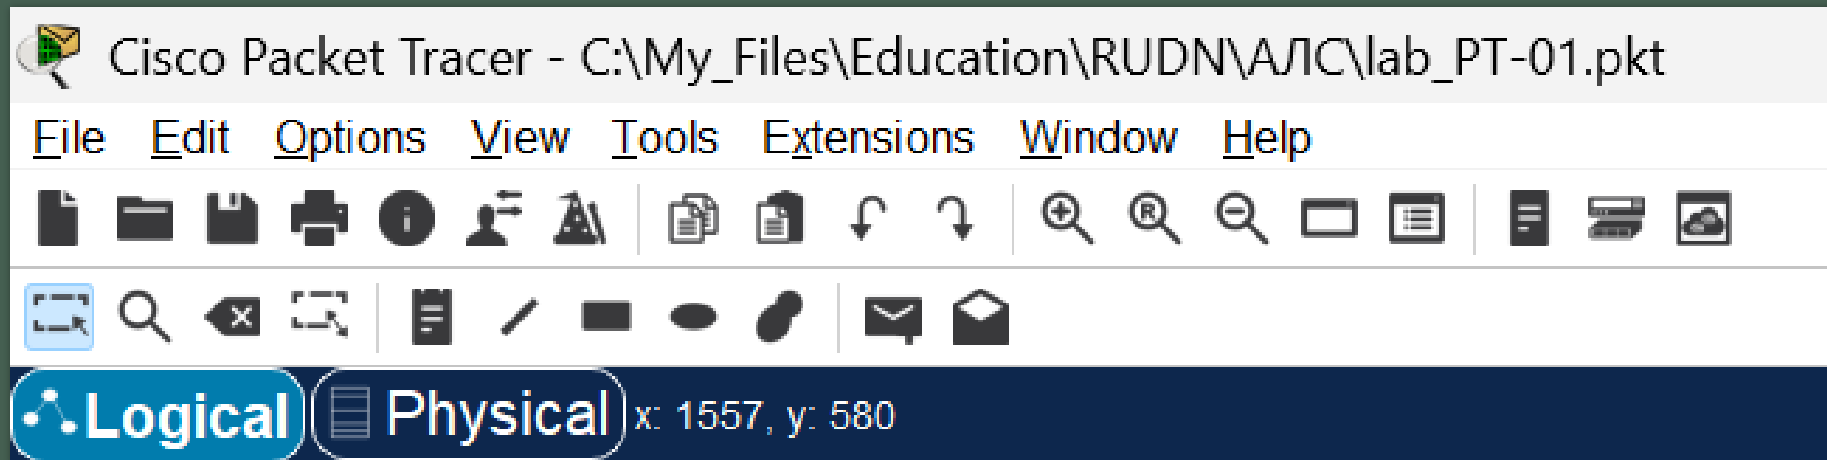 Cisco Packet Tracer - C:\My_Files\Education\RUDN\АЛС\lab_PT-01.pkt
File Edit Options View Tools Extensions Window Help
Logical Physical x: 1557, y: 580